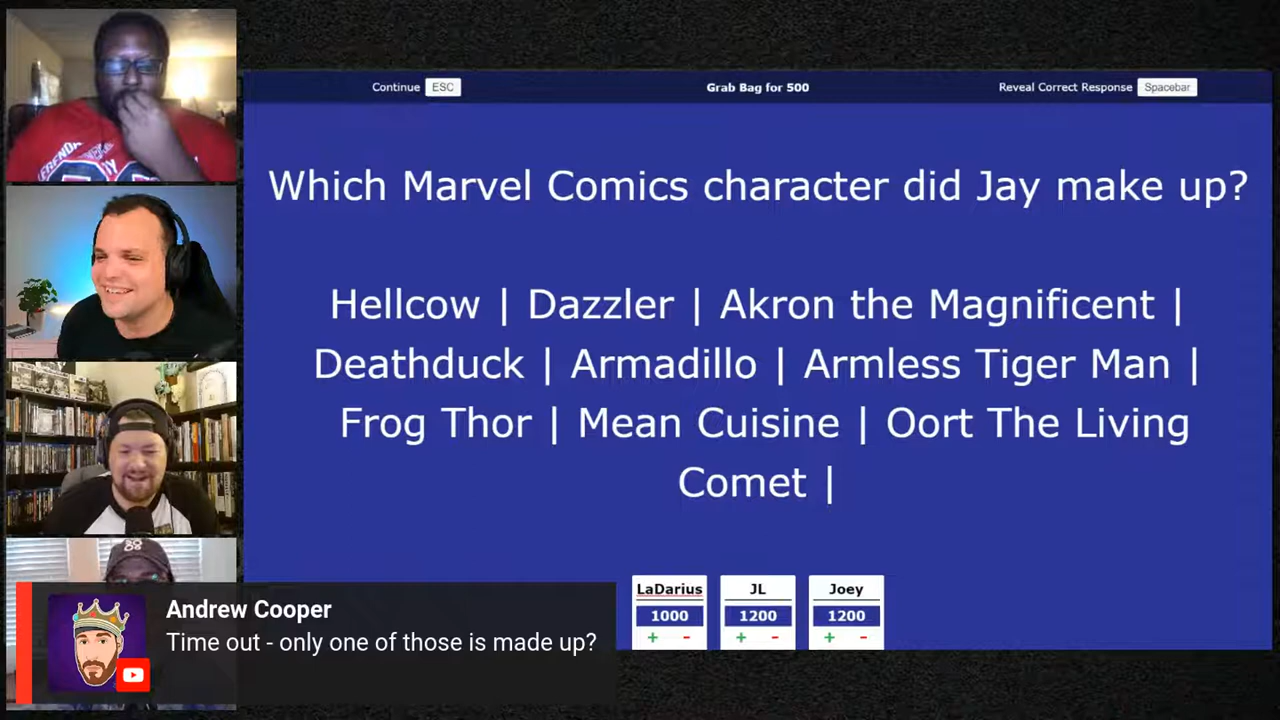 Continue ESC
Grab Bag for 500
Reveal Correct Response Spacebar
Which Marvel Comics character did Jay make up?
Hellcow | Dazzler | Akron the Magnificent |
Deathduck | Armadillo | Armless Tiger Man |
Frog Thor | Mean Cuisine | Oort The Living
Comet |
LaDarius
1000
+ -
JL
1200
+ -
Joey
1200
+ -
Andrew Cooper
Time out - only one of those is made up?